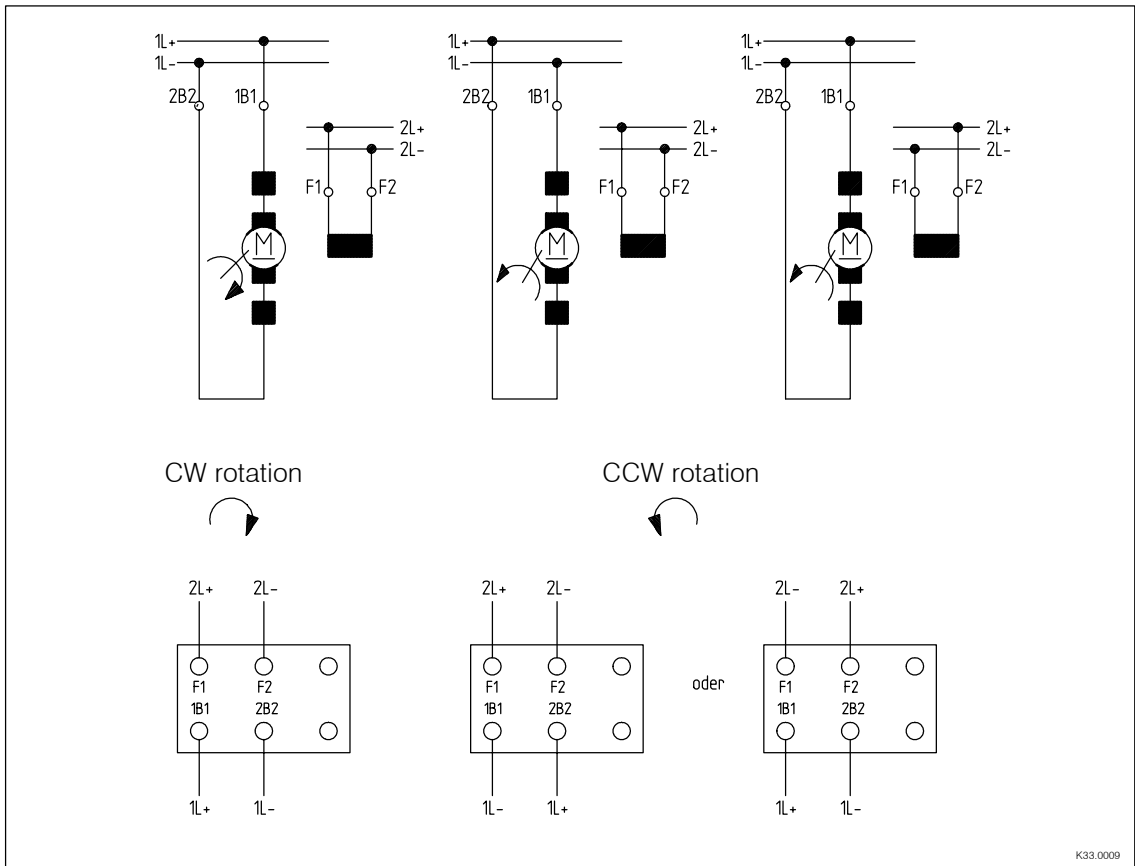 1L+ 1L+ 1L+
1L- 1L- 1L-
2B2 1B1 2B2 1B1 2B2 1B1
2L+ 2L+ 2L+
2L- 2L- 2L-
F1 F2 F1 F2 F1 F2
M M M
CW rotation CCW rotation
2L+ 2L- 2L+ 2L- 2L- 2L+
F1 F2 F1 F2 oder F1 F2
1B1 2B2 1B1 2B2 1B1 2B2
1L+ 1L- 1L- 1L+ 1L+ 1L-
K33.0009